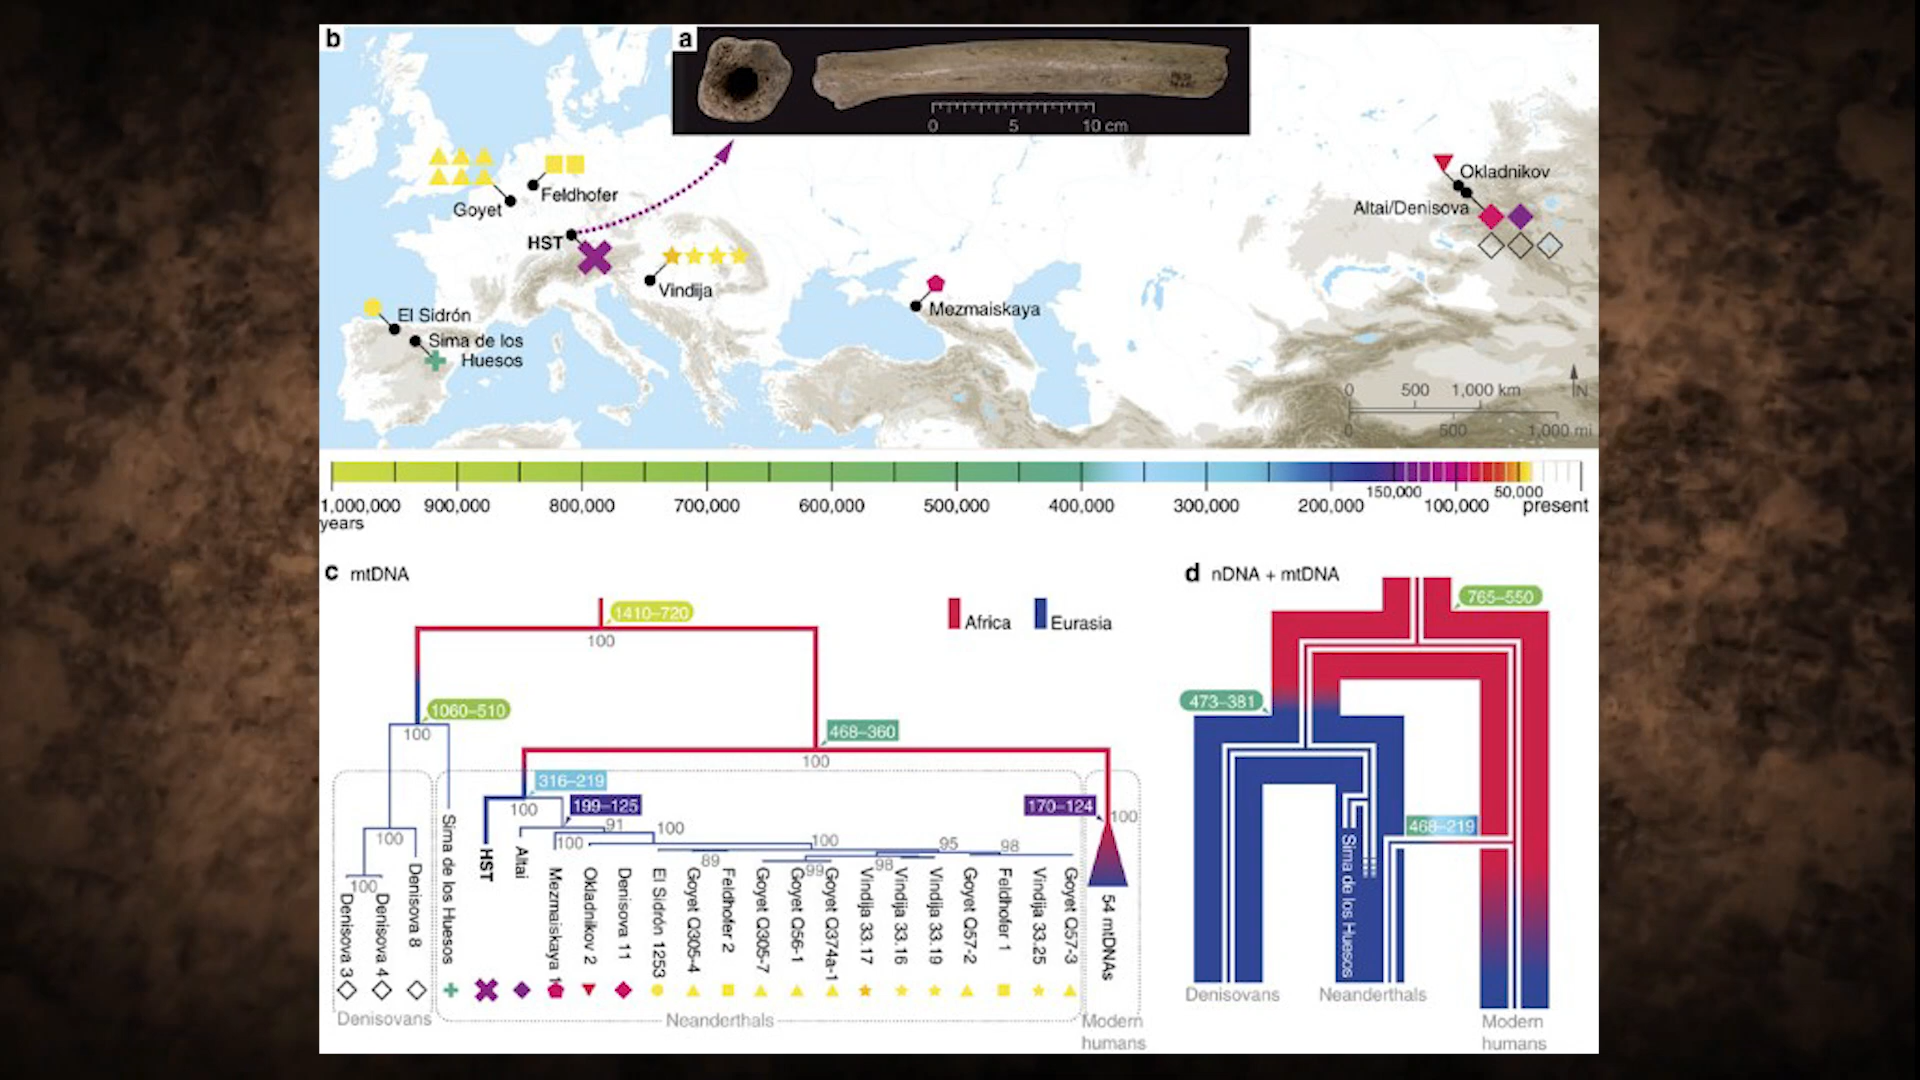 b
a
0 5 10 cm
Okladnikov
Feldhofer
Goyet
Altai/Denisova
HST
Vindija
Mezmaiskaya
El Sidrón
Sima de los
Huesos
0 500 1,000 km
N
0 500 1,000 mi
150,000 50,000
1,000,000 900,000 800,000 700,000 600,000 500,000 400,000 300,000 200,000 100,000 present
years
c mtDNA
1410–720
100
Africa Eurasia
1060–510
100
468–360
100
316–219
100
199–125
170–124
100
91
100
100
100
95
98
89
99
98
100
100
Denisova 3
Denisova 4
Denisova 8
Sima de los Huesos
HST
Altai
Mezmaiskaya 1
Okladnikov 2
Denisova 11
El Sidrón 1253
Goyet Q305-4
Feldhofer 2
Goyet Q305-7
Goyet Q56-1
Goyet Q374a-1
Vindija 33.17
Vindija 33.16
Vindija 33.19
Goyet Q57-2
Feldhofer 1
Vindija 33.25
Goyet Q57-3
54 mtDNAs
Denisovans
Neanderthals
Modern
humans
d nDNA + mtDNA
765–550
473–381
468–219
Sima de los Huesos
Denisovans
Neanderthals
Modern
humans